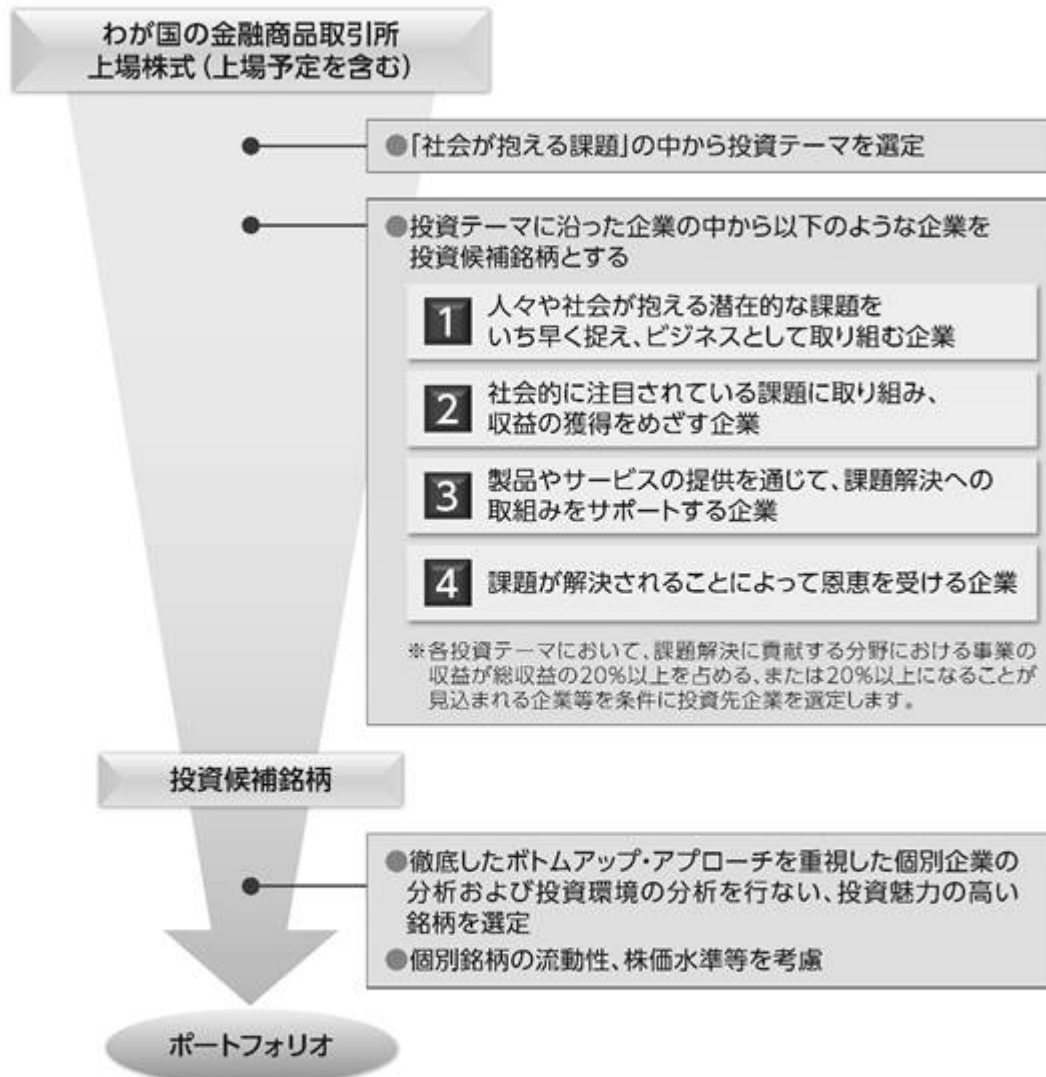 わが国の金融商品取引所
上場株式(上場予定を含む)
●「社会が抱える課題」の中から投資テーマを選定
●投資テーマに沿った企業の中から以下のような企業を
投資候補銘柄とする
1 人々や社会が抱える潜在的な課題を
いち早く捉え、ビジネスとして取り組む企業
2 社会的に注目されている課題に取り組み、
収益の獲得をめざす企業
3 製品やサービスの提供を通じて、課題解決への
取組みをサポートする企業
4 課題が解決されることによって恩恵を受ける企業
※各投資テーマにおいて、課題解決に貢献する分野における事業の
収益が総収益の20%以上を占める、または20%以上になることが
見込まれる企業等を条件に投資先企業を選定します。
投資候補銘柄
●徹底したボトムアップ・アプローチを重視した個別企業の
分析および投資環境の分析を行ない、投資魅力の高い
銘柄を選定
●個別銘柄の流動性、株価水準等を考慮
ポートフォリオ